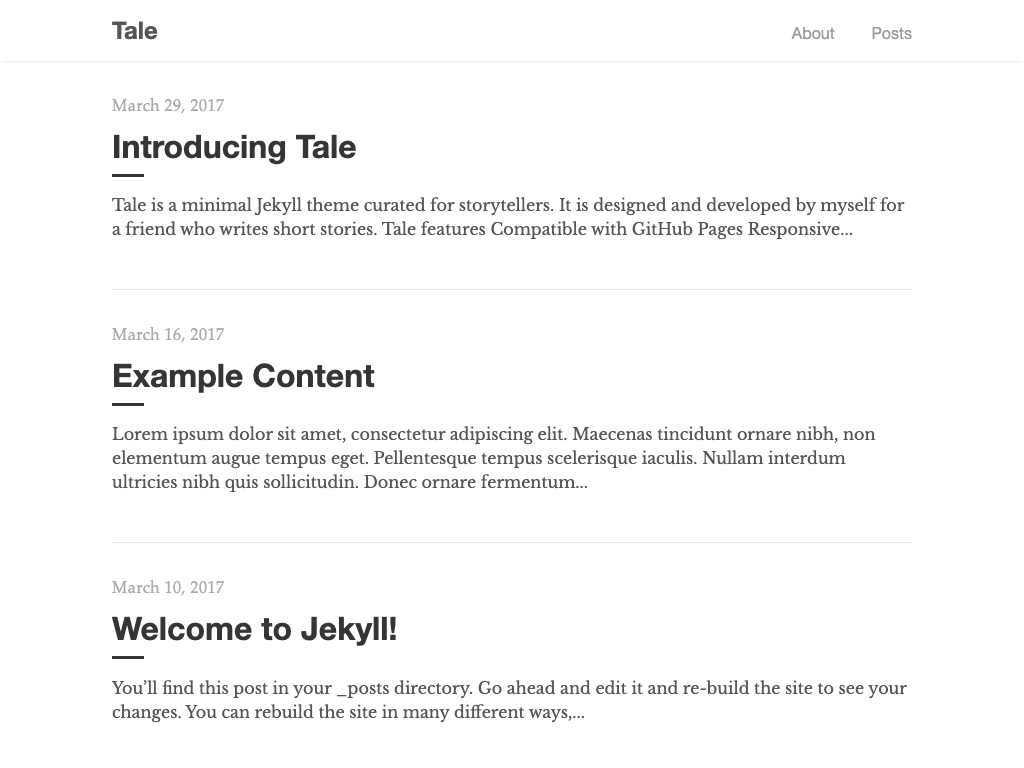 Tale
About Posts
March 29, 2017
Introducing Tale
Tale is a minimal Jekyll theme curated for storytellers. It is designed and developed by myself for
a friend who writes short stories. Tale features Compatible with GitHub Pages Responsive...
March 16, 2017
Example Content
Lorem ipsum dolor sit amet, consectetur adipiscing elit. Maecenas tincidunt ornare nibh, non
elementum augue tempus eget. Pellentesque tempus scelerisque iaculis. Nullam interdum
ultricies nibh quis sollicitudin. Donec ornare fermentum...
March 10, 2017
Welcome to Jekyll!
You’ll find this post in your _posts directory. Go ahead and edit it and re-build the site to see your
changes. You can rebuild the site in many different ways,...